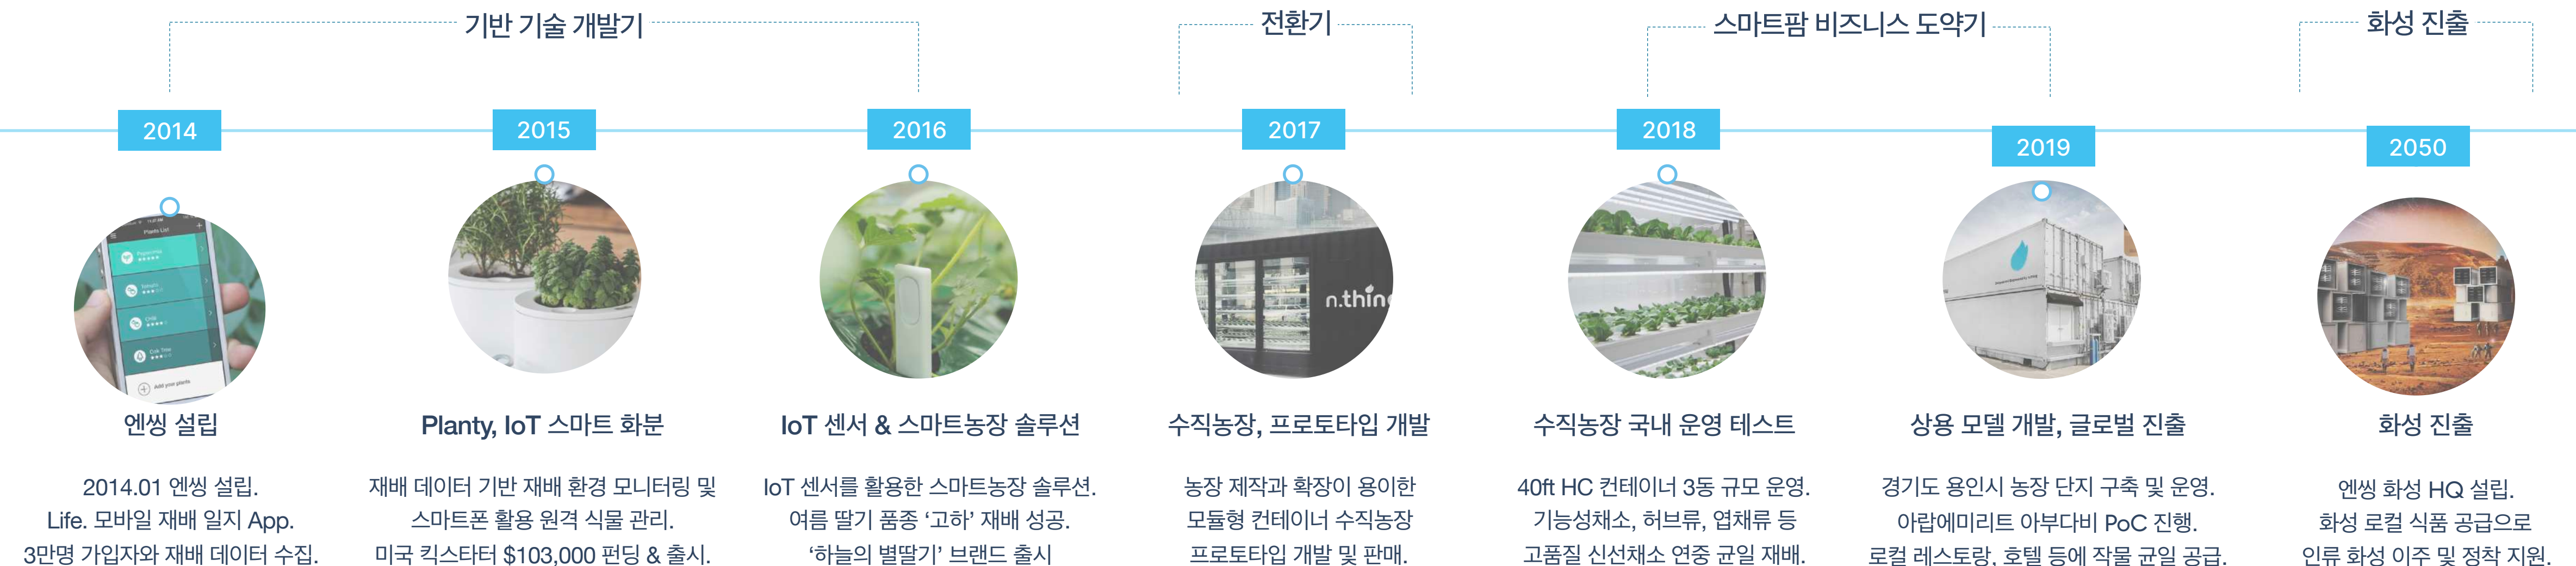 기반 기술 개발기
전환기
스마트팜 비즈니스 도약기
화성 진출
2014
2015
2016
2017
2018
2019
2050
Plants List
Add your plants
n.thing
엔씽 설립
2014.01 엔씽 설립.
Life. 모바일 재배 일지 App.
3만명 가입자와 재배 데이터 수집.
Planty, IoT 스마트 화분
재배 데이터 기반 재배 환경 모니터링 및
스마트폰 활용 원격 식물 관리.
미국 킥스타터 $103,000 펀딩 & 출시.
IoT 센서 & 스마트농장 솔루션
IoT 센서를 활용한 스마트농장 솔루션.
여름 딸기 품종 ‘고하’ 재배 성공.
‘하늘의 별딸기’ 브랜드 출시
수직농장, 프로토타입 개발
농장 제작과 확장이 용이한
모듈형 컨테이너 수직농장
프로토타입 개발 및 판매.
수직농장 국내 운영 테스트
40ft HC 컨테이너 3동 규모 운영.
기능성채소, 허브류, 엽채류 등
고품질 신선채소 연중 균일 재배.
상용 모델 개발, 글로벌 진출
경기도 용인시 농장 단지 구축 및 운영.
아랍에미리트 아부다비 PoC 진행.
로컬 레스토랑, 호텔 등에 작물 균일 공급.
화성 진출
엔씽 화성 HQ 설립.
화성 로컬 식품 공급으로
인류 화성 이주 및 정착 지원.